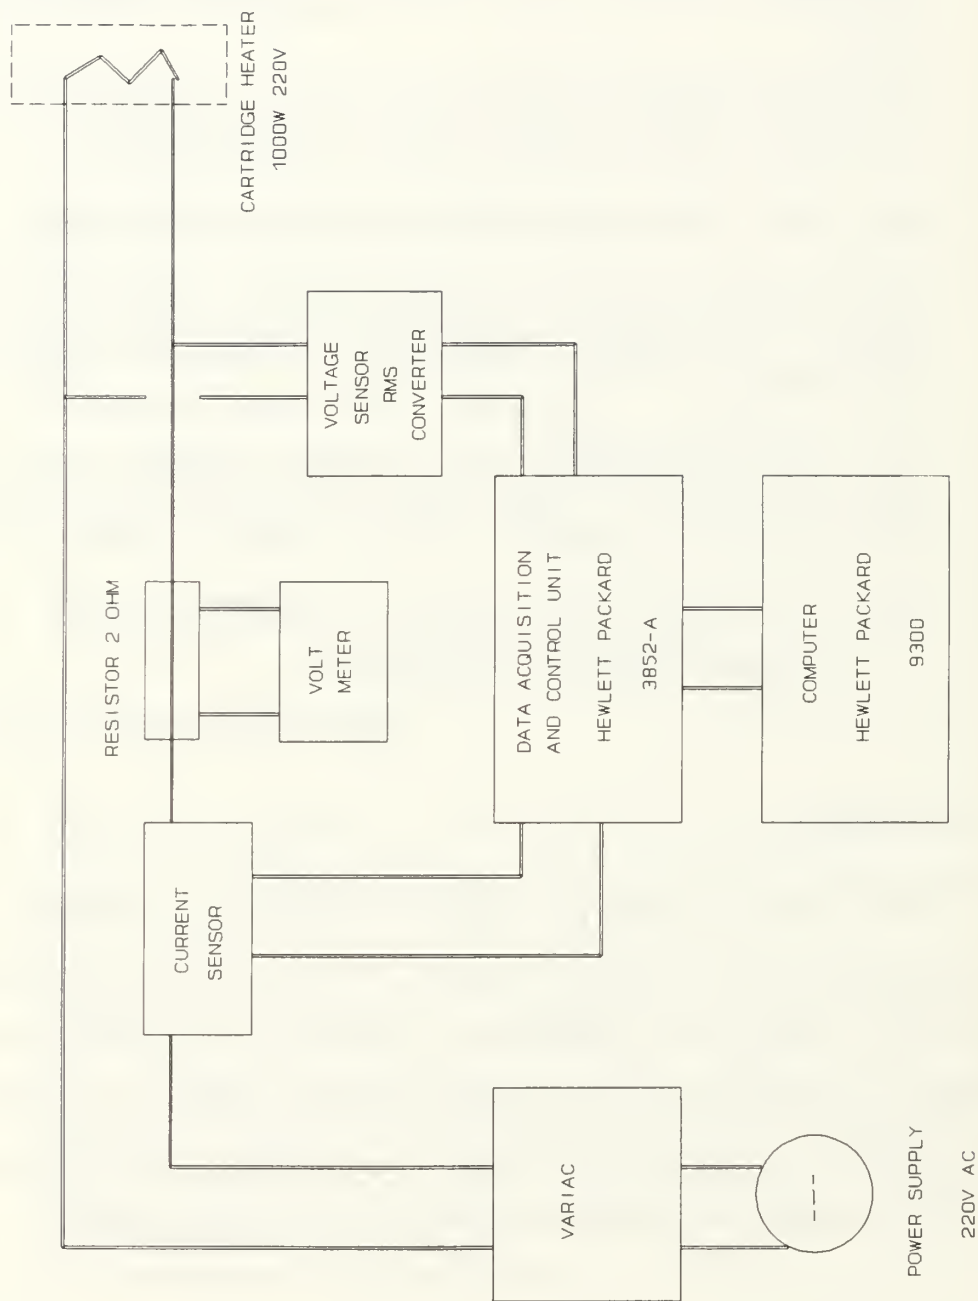 CARTRIDGE HEATER
1000W 220V
RESISTOR 2 OHM
VOLT
METER
VOLTAGE
SENSOR
RMS
CONVERTER
CURRENT
SENSOR
DATA ACQUISITION
AND CONTROL UNIT
HEWLETT PACKARD
3852-A
COMPUTER
HEWLETT PACKARD
9300
VARIAC
POWER SUPPLY
220V AC